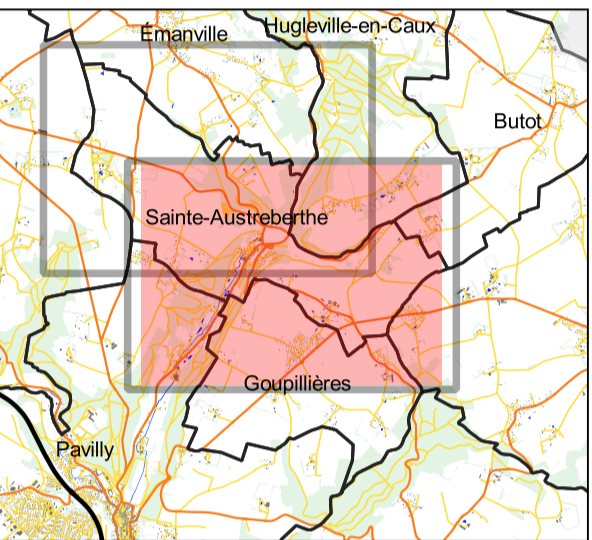 Hugleville-en-Caux
Émanville
Butot
Sainte-Austreberthe
Goupillières
Pavilly